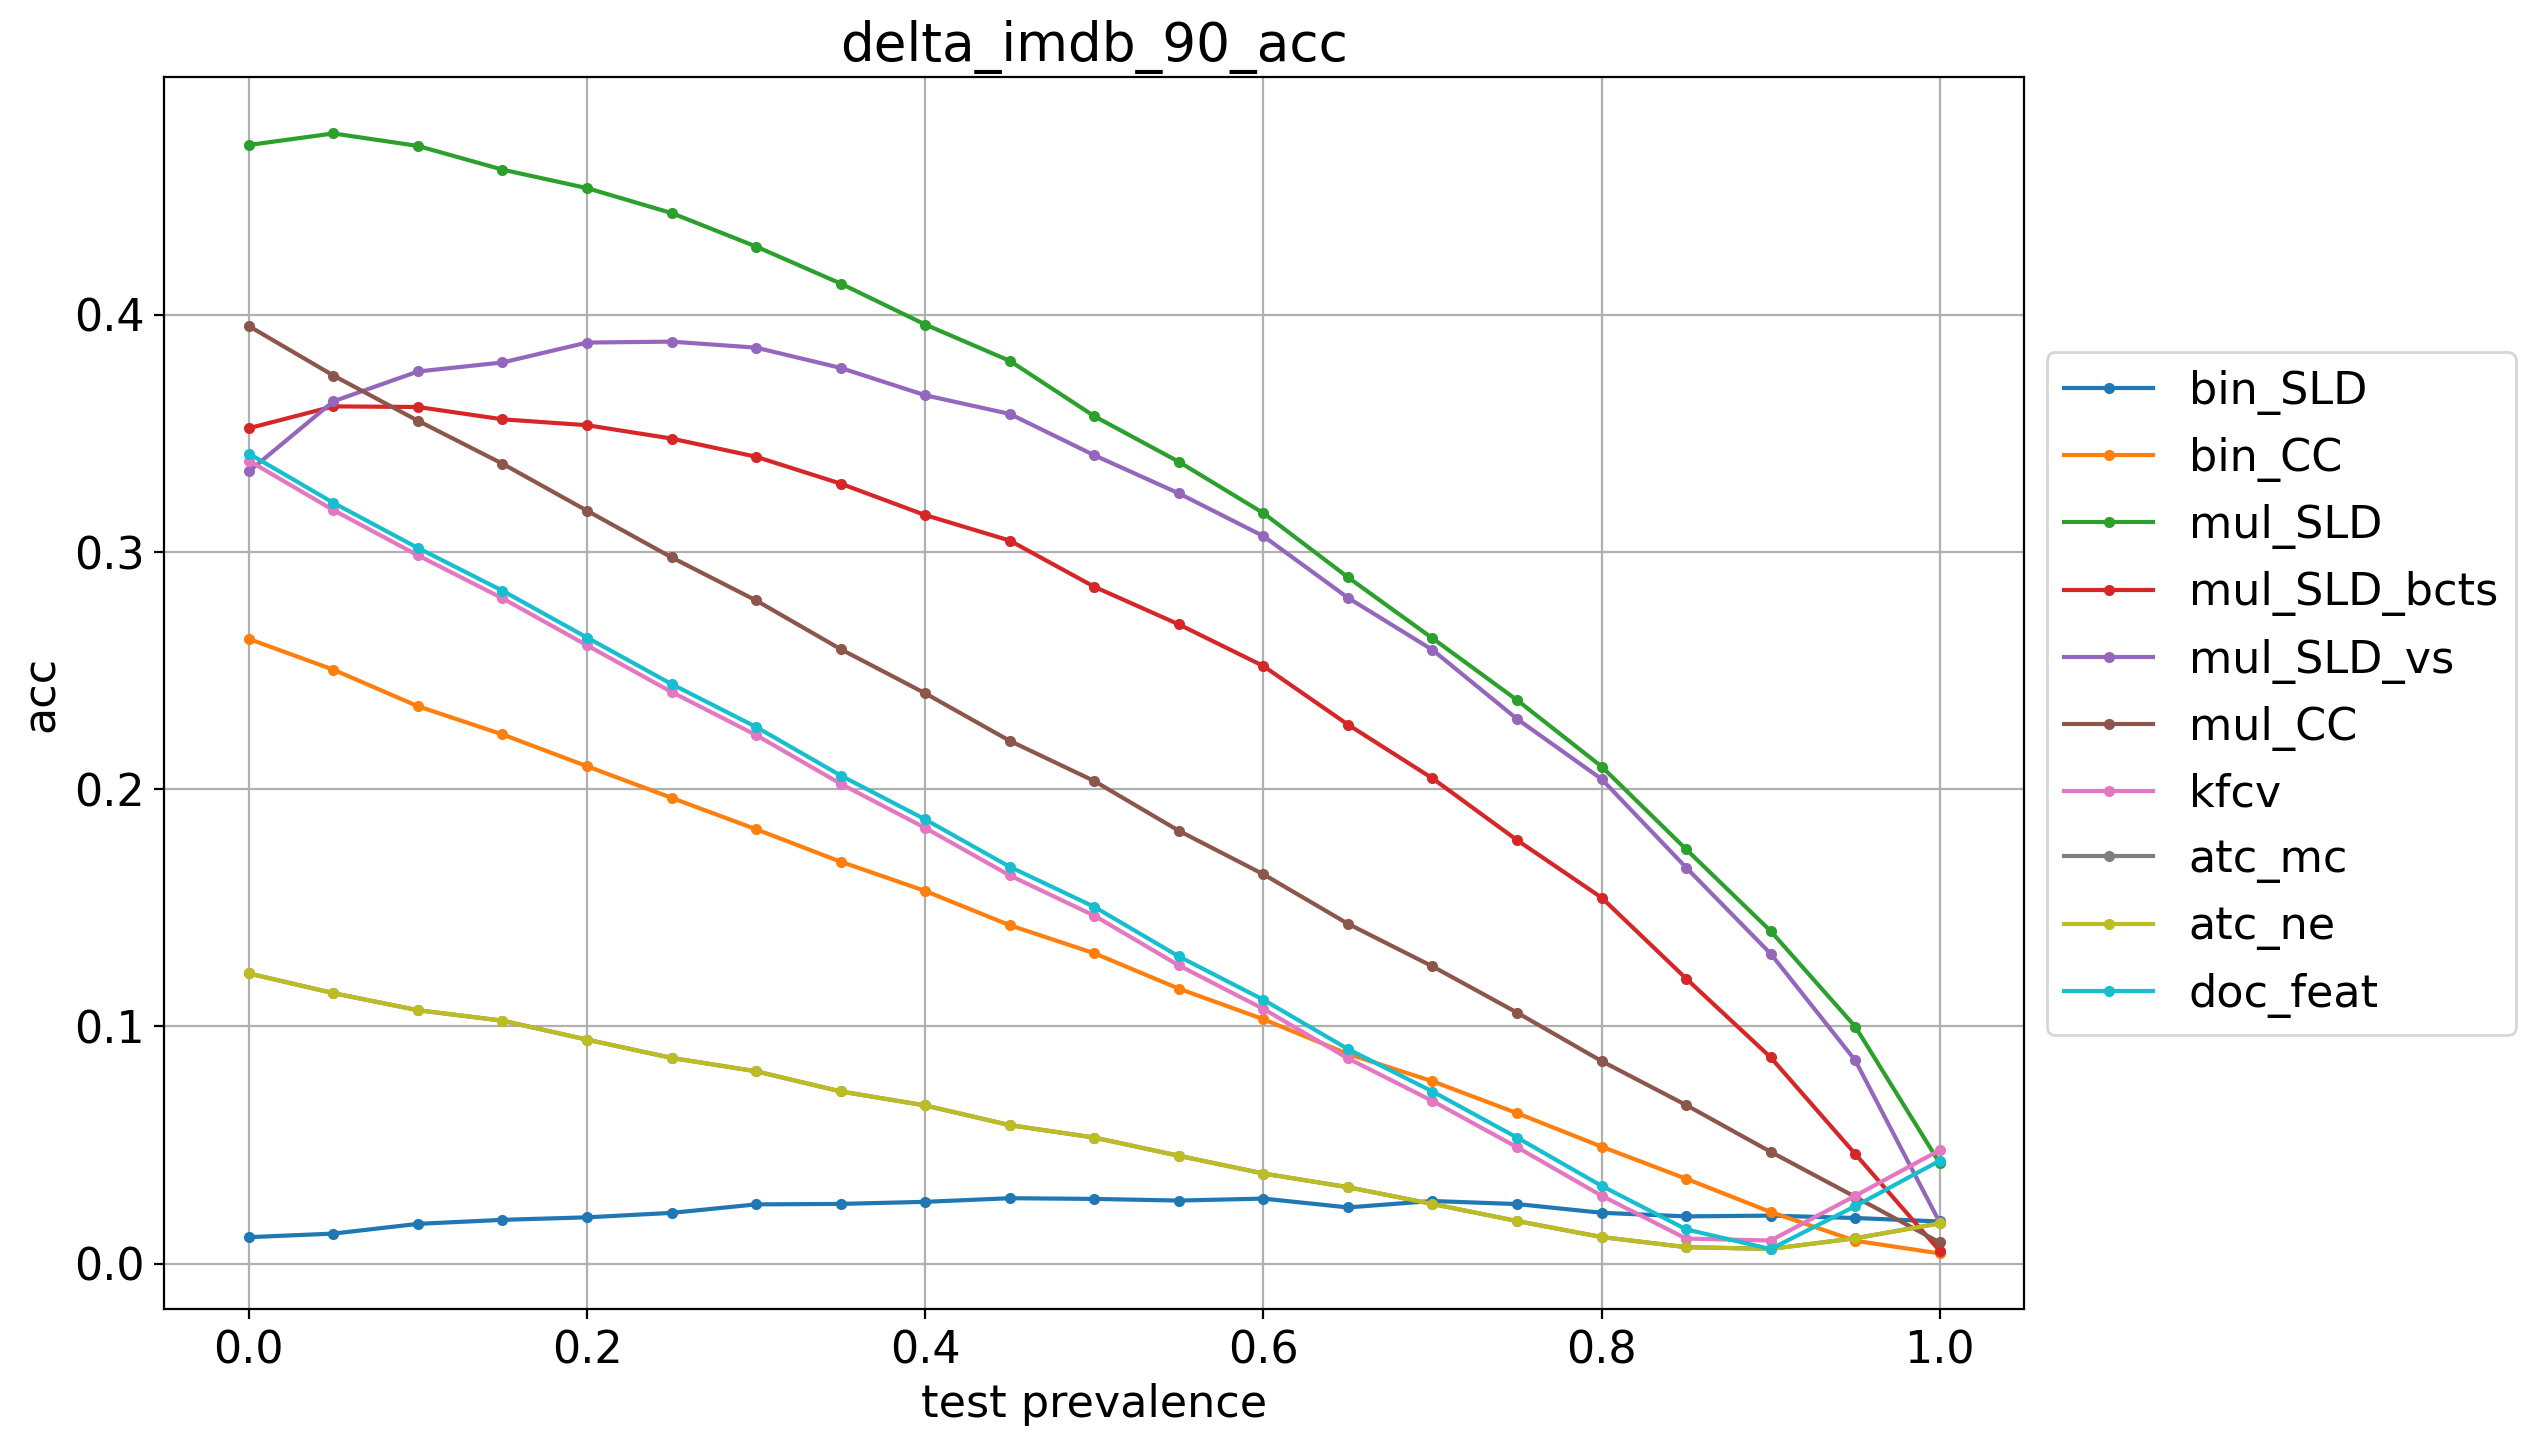 delta_imdb_90_acc
acc
0.4
0.3
0.2
0.1
0.0
0.0 0.2 0.4 0.6 0.8 1.0
test prevalence
bin_SLD
bin_CC
mul_SLD
mul_SLD_bcts
mul_SLD_vs
mul_CC
kfcv
atc_mc
atc_ne
doc_feat